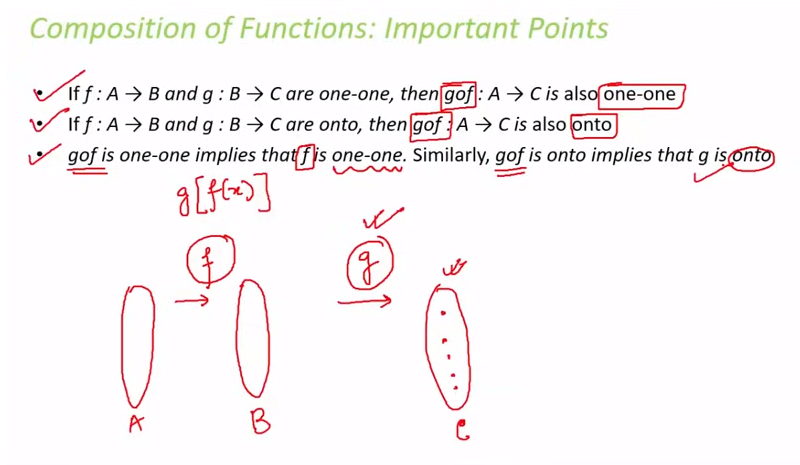 Composition of Functions: Important Points
• If f : A → B and g : B → C are one-one, then gof : A → C is also one-one
• If f : A → B and g : B → C are onto, then gof : A → C is also onto
• gof is one-one implies that f is one-one. Similarly, gof is onto implies that g is onto
g[f(x)]
f g
A B C